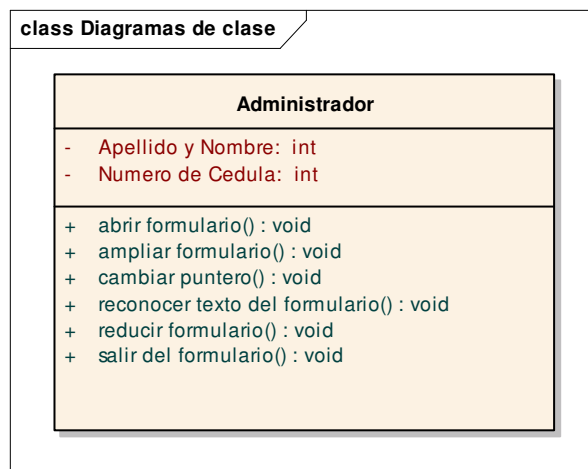 class Diagramas de clase
Administrador
- Apellido y Nombre: int
- Numero de Cedula: int
+ abrir formulario() : void
+ ampliar formulario() : void
+ cambiar puntero() : void
+ reconocer texto del formulario() : void
+ reducir formulario() : void
+ salir del formulario() : void